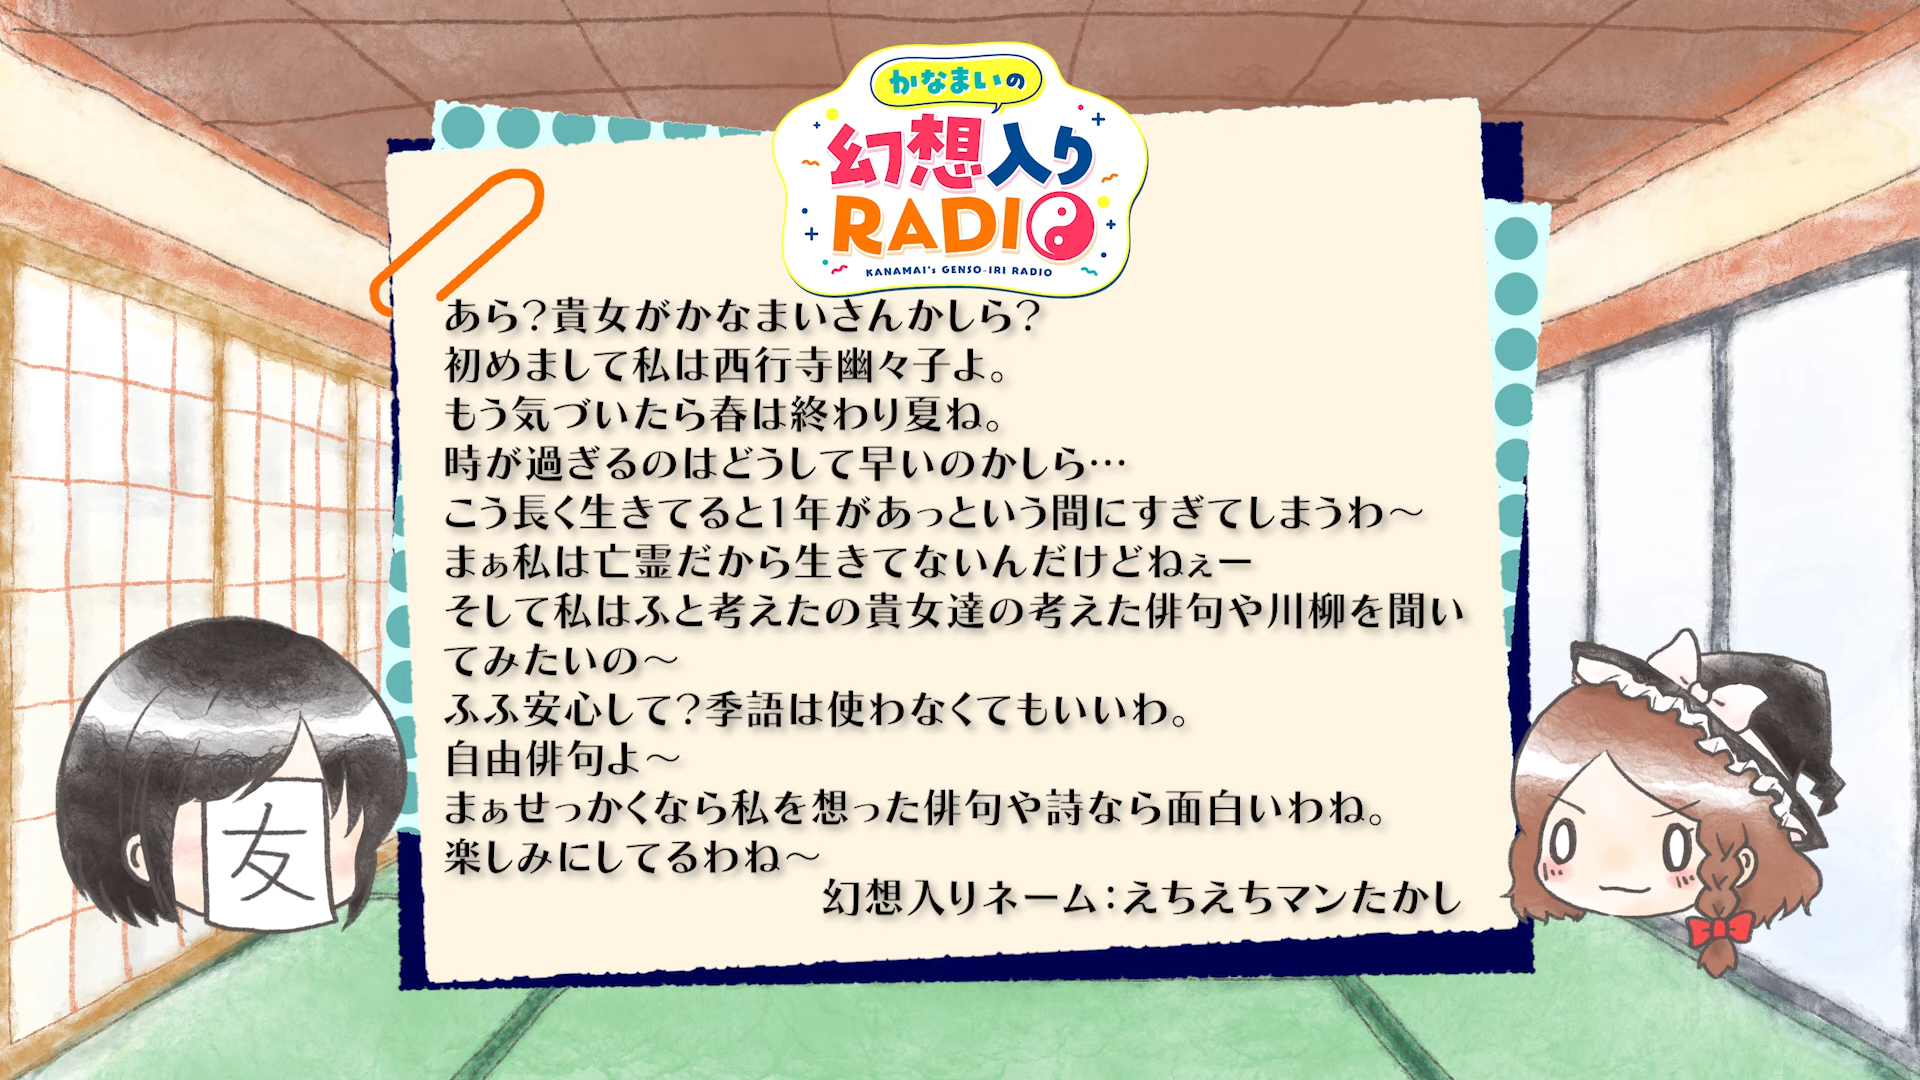 かなまいの
幻想入り
RADIO
KANAMAI's GENSO-IRI RADIO
あら?貴女がかなまいさんかしら?
初めまして私は西行寺幽々子よ。
もう気づいたら春は終わり夏ね。
時が過ぎるのはどうして早いのかしら…
こう長く生きてると1年があっという間にすぎてしまうわ〜
まぁ私は亡霊だから生きてないんだけどねぇー
そして私はふと考えたの貴女達の考えた俳句や川柳を聞い
てみたいの〜
ふふ安心して?季語は使わなくてもいいわ。
自由俳句よ〜
まぁせっかくなら私を想った俳句や詩なら面白いわね。
楽しみにしてるわね〜
幻想入りネーム:えちえちマンたかし
友